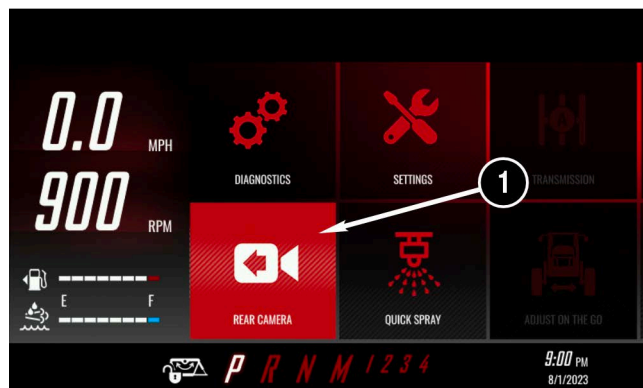 0.0 MPH
900 RPM
E F
DIAGNOSTICS
SETTINGS
TRANSMISSION
1
REAR CAMERA
QUICK SPRAY
ADJUST ON THE GO
P R N M 1 2 3 4
9:00 PM
8/1/2023